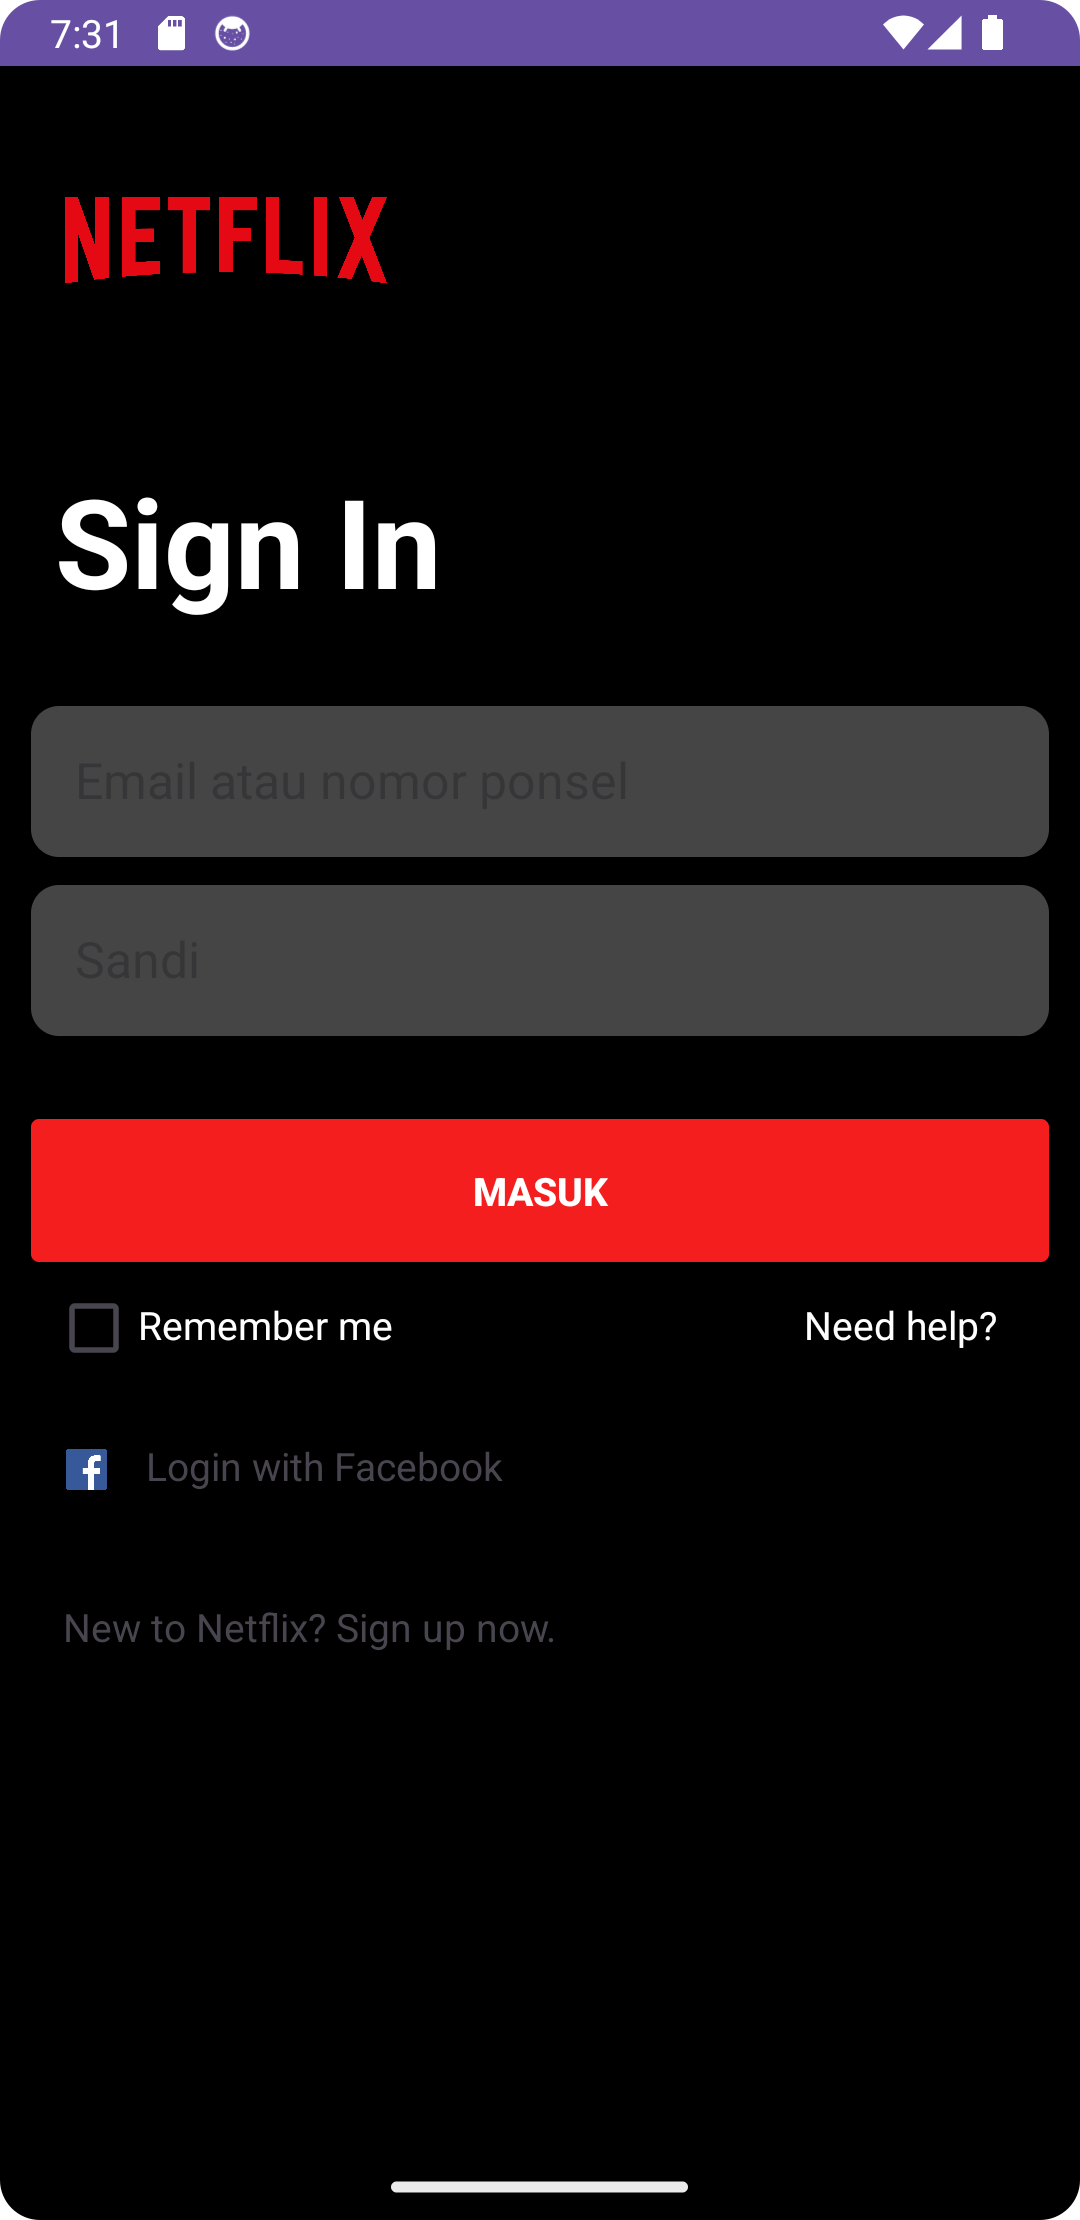 7:31
NETFLIX
Sign In
Email atau nomor ponsel
Sandi
MASUK
Remember me
Need help?
Login with Facebook
New to Netflix? Sign up now.